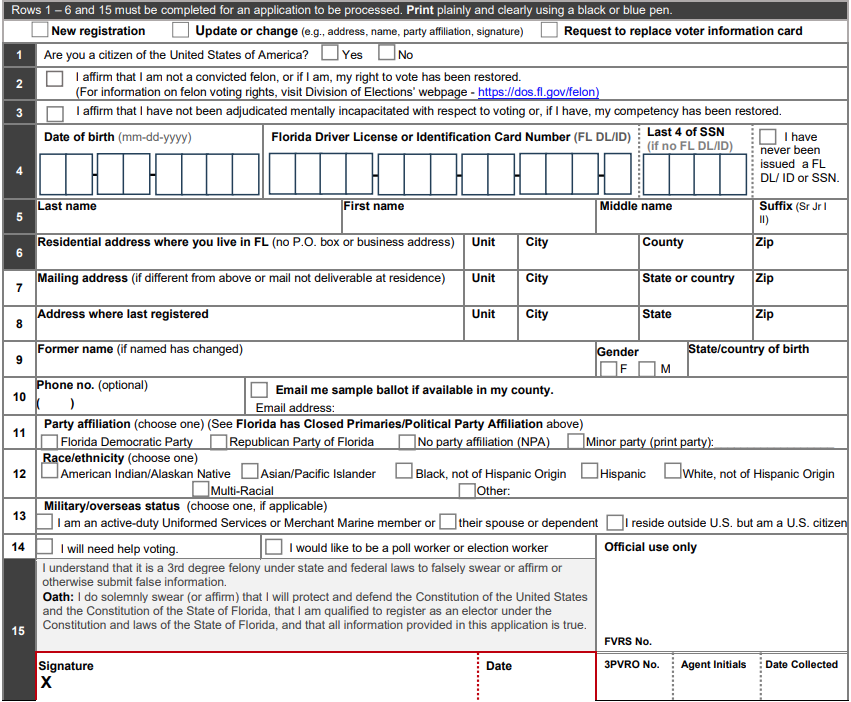 Rows 1 – 6 and 15 must be completed for an application to be processed. Print plainly and clearly using a black or blue pen.
New registration Update or change (e.g., address, name, party affiliation, signature) Request to replace voter information card
1 Are you a citizen of the United States of America? Yes No
2 I affirm that I am not a convicted felon, or if I am, my right to vote has been restored.
(For information on felon voting rights, visit Division of Elections' webpage - https://dos.fl.gov/felon)
3 I affirm that I have not been adjudicated mentally incapacitated with respect to voting or, if I have, my competency has been restored.
4 Date of birth (mm-dd-yyyy) Florida Driver License or Identification Card Number (FL DL/ID) Last 4 of SSN
(if no FL DL/ID)
I have
never been
issued a FL
DL/ ID or SSN.
5 Last name First name Middle name Suffix (Sr Jr I
II)
6 Residential address where you live in FL (no P.O. box or business address) Unit City County Zip
7 Mailing address (if different from above or mail not deliverable at residence) Unit City State or country Zip
8 Address where last registered Unit City State Zip
9 Former name (if named has changed) Gender State/country of birth
F M
10 Phone no. (optional) Email me sample ballot if available in my county.
( ) Email address:
11 Party affiliation (choose one) (See Florida has Closed Primaries/Political Party Affiliation above)
Florida Democratic Party Republican Party of Florida No party affiliation (NPA) Minor party (print party):
12 Race/ethnicity (choose one)
American Indian/Alaskan Native Asian/Pacific Islander Black, not of Hispanic Origin Hispanic White, not of Hispanic Origin
Multi-Racial Other:
13 Military/overseas status (choose one, if applicable)
I am an active-duty Uniformed Services or Merchant Marine member or their spouse or dependent I reside outside U.S. but am a U.S. citizen
14 I will need help voting. I would like to be a poll worker or election worker Official use only
15 I understand that it is a 3rd degree felony under state and federal laws to falsely swear or affirm or
otherwise submit false information.
Oath: I do solemnly swear (or affirm) that I will protect and defend the Constitution of the United States
and the Constitution of the State of Florida, that I am qualified to register as an elector under the
Constitution and laws of the State of Florida, and that all information provided in this application is true.
FVRS No.
Signature Date 3PVRO No. Agent Initials Date Collected
X